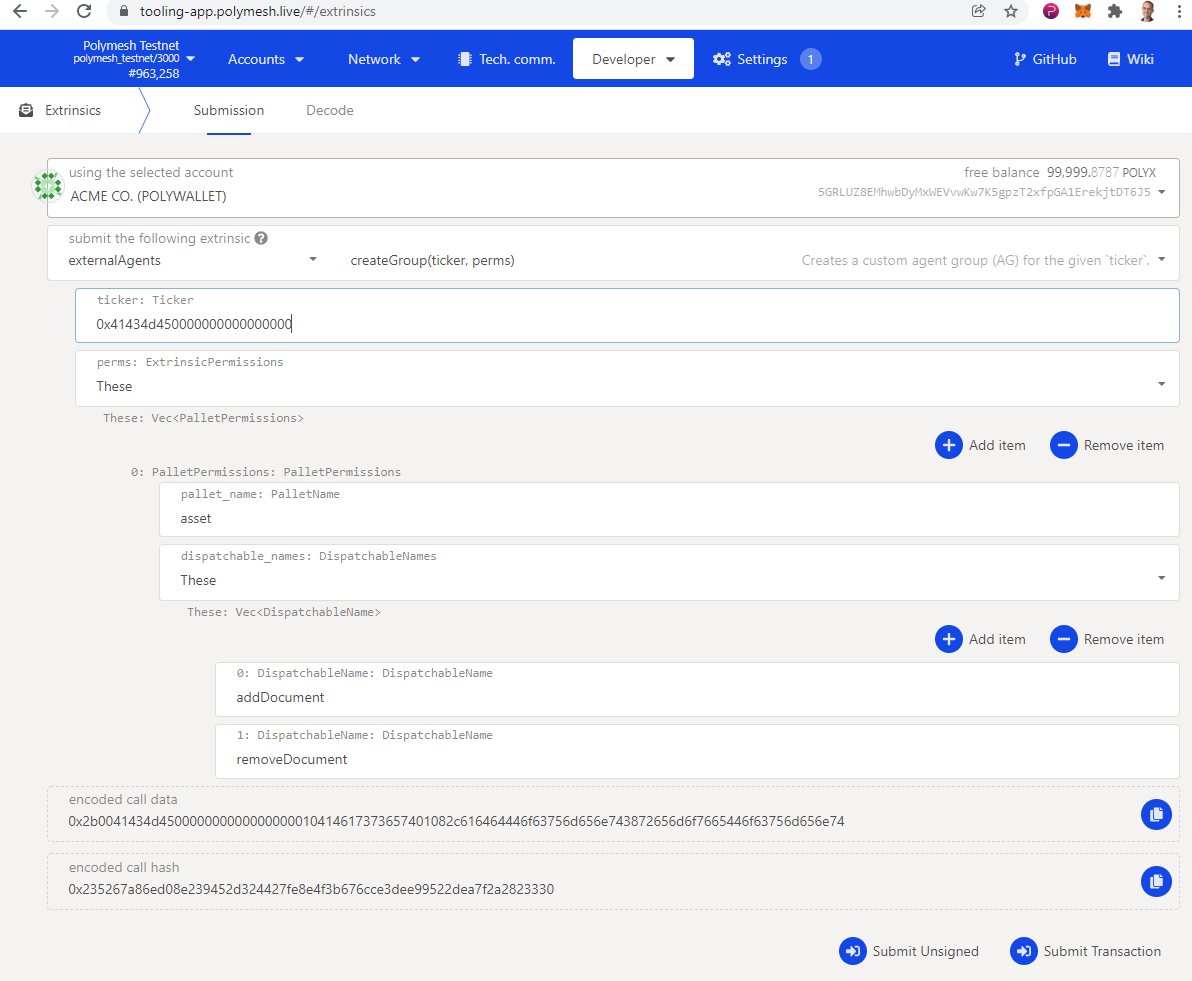 tooling-app.polymesh.live/#/extrinsics
Polymesh Testnet
polymesh_testnet/3000
#963,258
Accounts
Network
Tech. comm.
Developer
Settings
1
GitHub
Wiki
Extrinsics
Submission
Decode
using the selected account
ACME CO. (POLYWALLET)
free balance 99,999.8787 POLYX
5GRLUZ8EMhwbDyMxWEVvwKw7K5gpzT2xfpGA1ErekjtDT6J5
submit the following extrinsic ?
externalAgents
createGroup(ticker, perms)
Creates a custom agent group (AG) for the given `ticker`.
ticker: Ticker
0x41434d450000000000000000
perms: ExtrinsicPermissions
These
These: Vec<PalletPermissions>
Add item
Remove item
0: PalletPermissions: PalletPermissions
pallet_name: PalletName
asset
dispatchable_names: DispatchableNames
These
These: Vec<DispatchableName>
Add item
Remove item
0: DispatchableName: DispatchableName
addDocument
1: DispatchableName: DispatchableName
removeDocument
encoded call data
0x2b0041434d450000000000000000010414617373657401082c616464446f63756d656e743872656d6f7665446f63756d656e74
encoded call hash
0x235267a86ed08e239452d324427fe8e4f3b676cce3dee99522dea7f2a2823330
Submit Unsigned
Submit Transaction